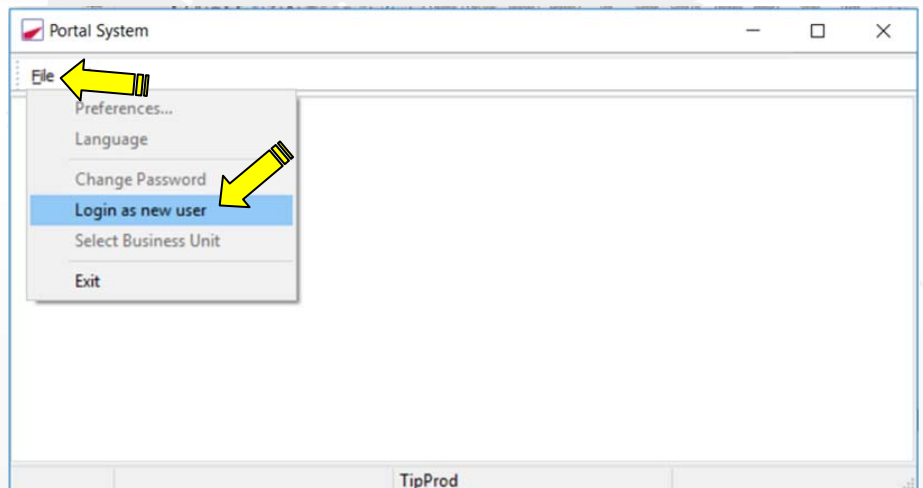 Portal System
File
Preferences...
Language
Change Password
Login as new user
Select Business Unit
Exit
TipProd